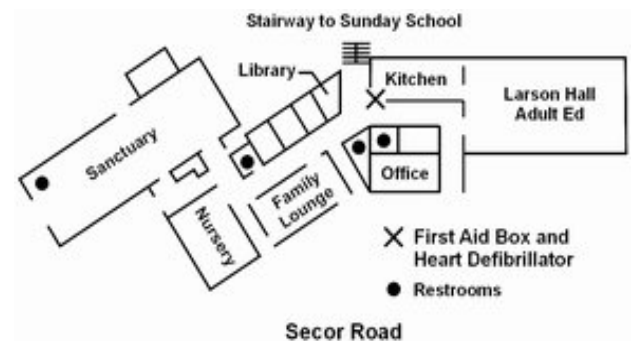 Stairway to Sunday School
Library
Kitchen
Larson Hall
Adult Ed
Sanctuary
Office
Family
Lounge
Nursery
First Aid Box and
Heart Defibrillator
Restrooms
Secor Road